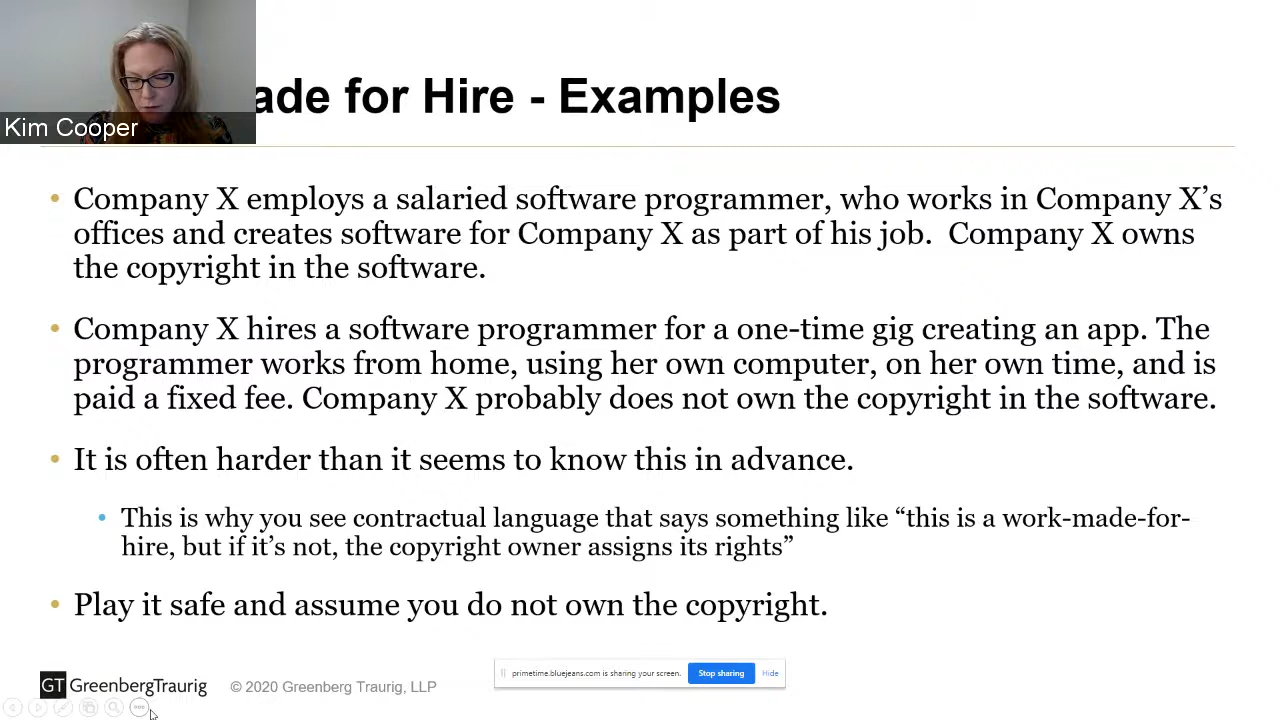 ade for Hire - Examples
Kim Cooper
• Company X employs a salaried software programmer, who works in Company X’s
offices and creates software for Company X as part of his job.  Company X owns
the copyright in the software.
• Company X hires a software programmer for a one-time gig creating an app. The
programmer works from home, using her own computer, on her own time, and is
paid a fixed fee. Company X probably does not own the copyright in the software.
• It is often harder than it seems to know this in advance.
• This is why you see contractual language that says something like “this is a work-made-for-
hire, but if it’s not, the copyright owner assigns its rights”
• Play it safe and assume you do not own the copyright.
primetime.bluejeans.com is sharing your screen. Stop sharing Hide
GT GreenbergTraurig © 2020 Greenberg Traurig, LLP